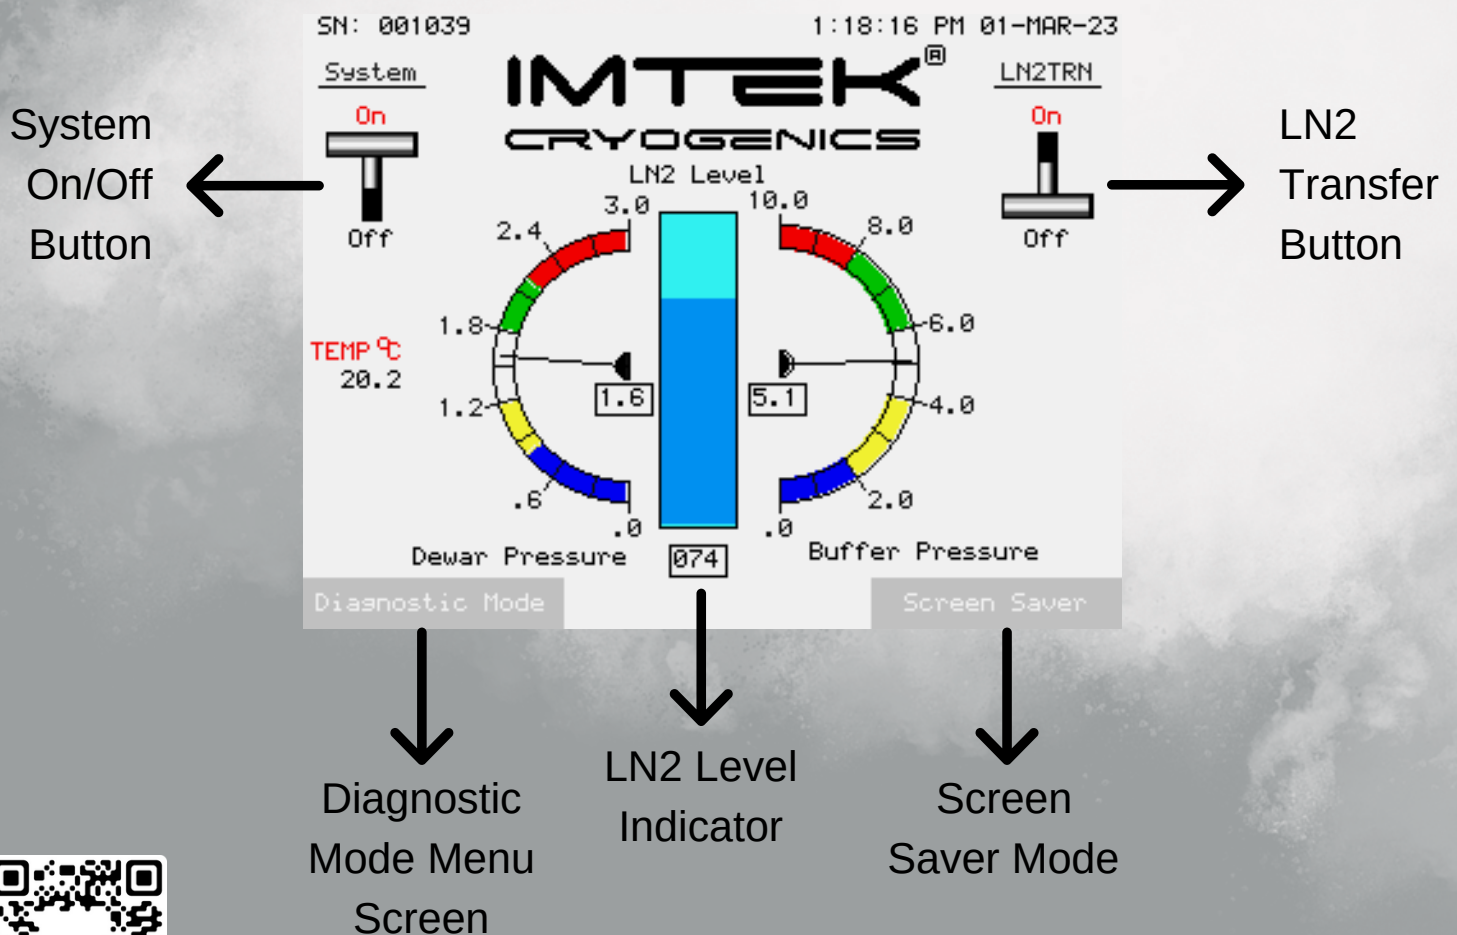 SN: 001039
1:18:16 PM 01-MAR-23
System
On
Off
IMTEK®
CRYOGENICS
LN2TRN
On
Off
System
On/Off
Button
LN2
Transfer
Button
LN2 Level
3.0
2.4
1.8
1.2
.6
.0
10.0
8.0
6.0
4.0
2.0
.0
TEMP °C
20.2
1.6
5.1
Dewar Pressure
074
Buffer Pressure
Diagnostic Mode
Screen Saver
Diagnostic
Mode Menu
Screen
LN2 Level
Indicator
Screen
Saver Mode